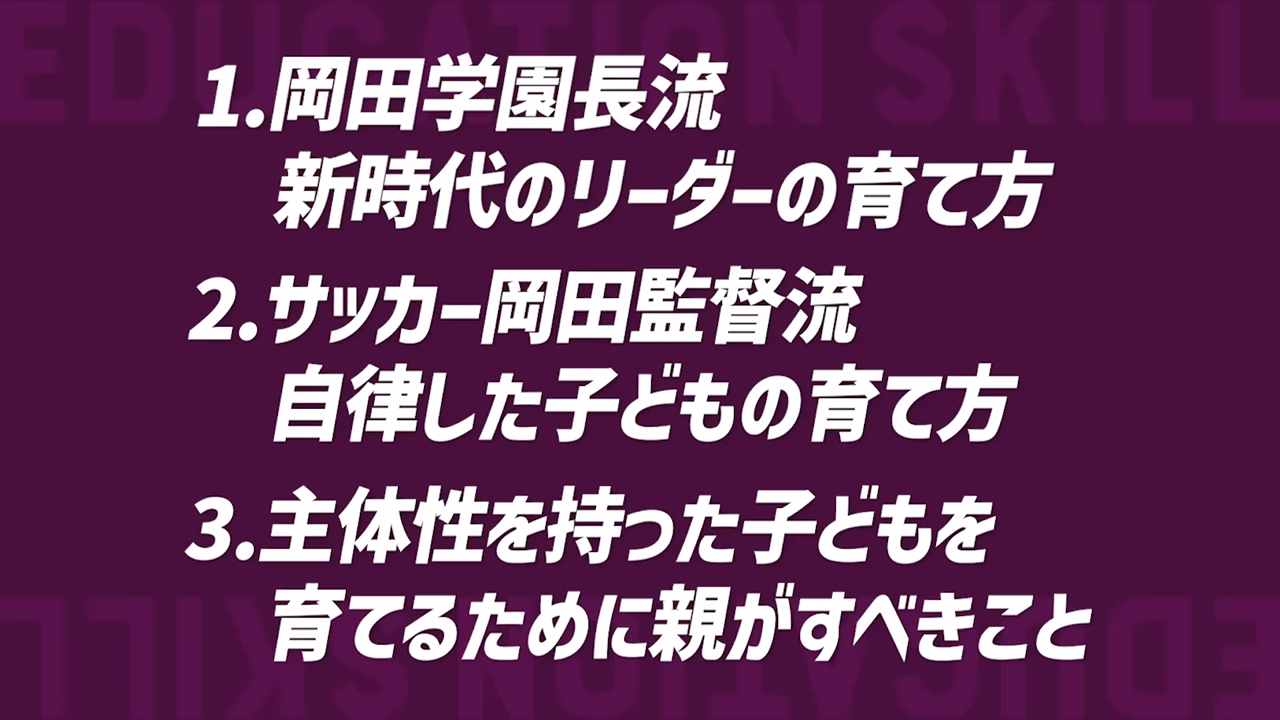 EDUCATION SKILL
1.岡田学園長流
新時代のリーダーの育て方
2.サッカー岡田監督流
自律した子どもの育て方
3.主体性を持った子どもを
育てるために親がすべきこと
EDUCATION SKILL